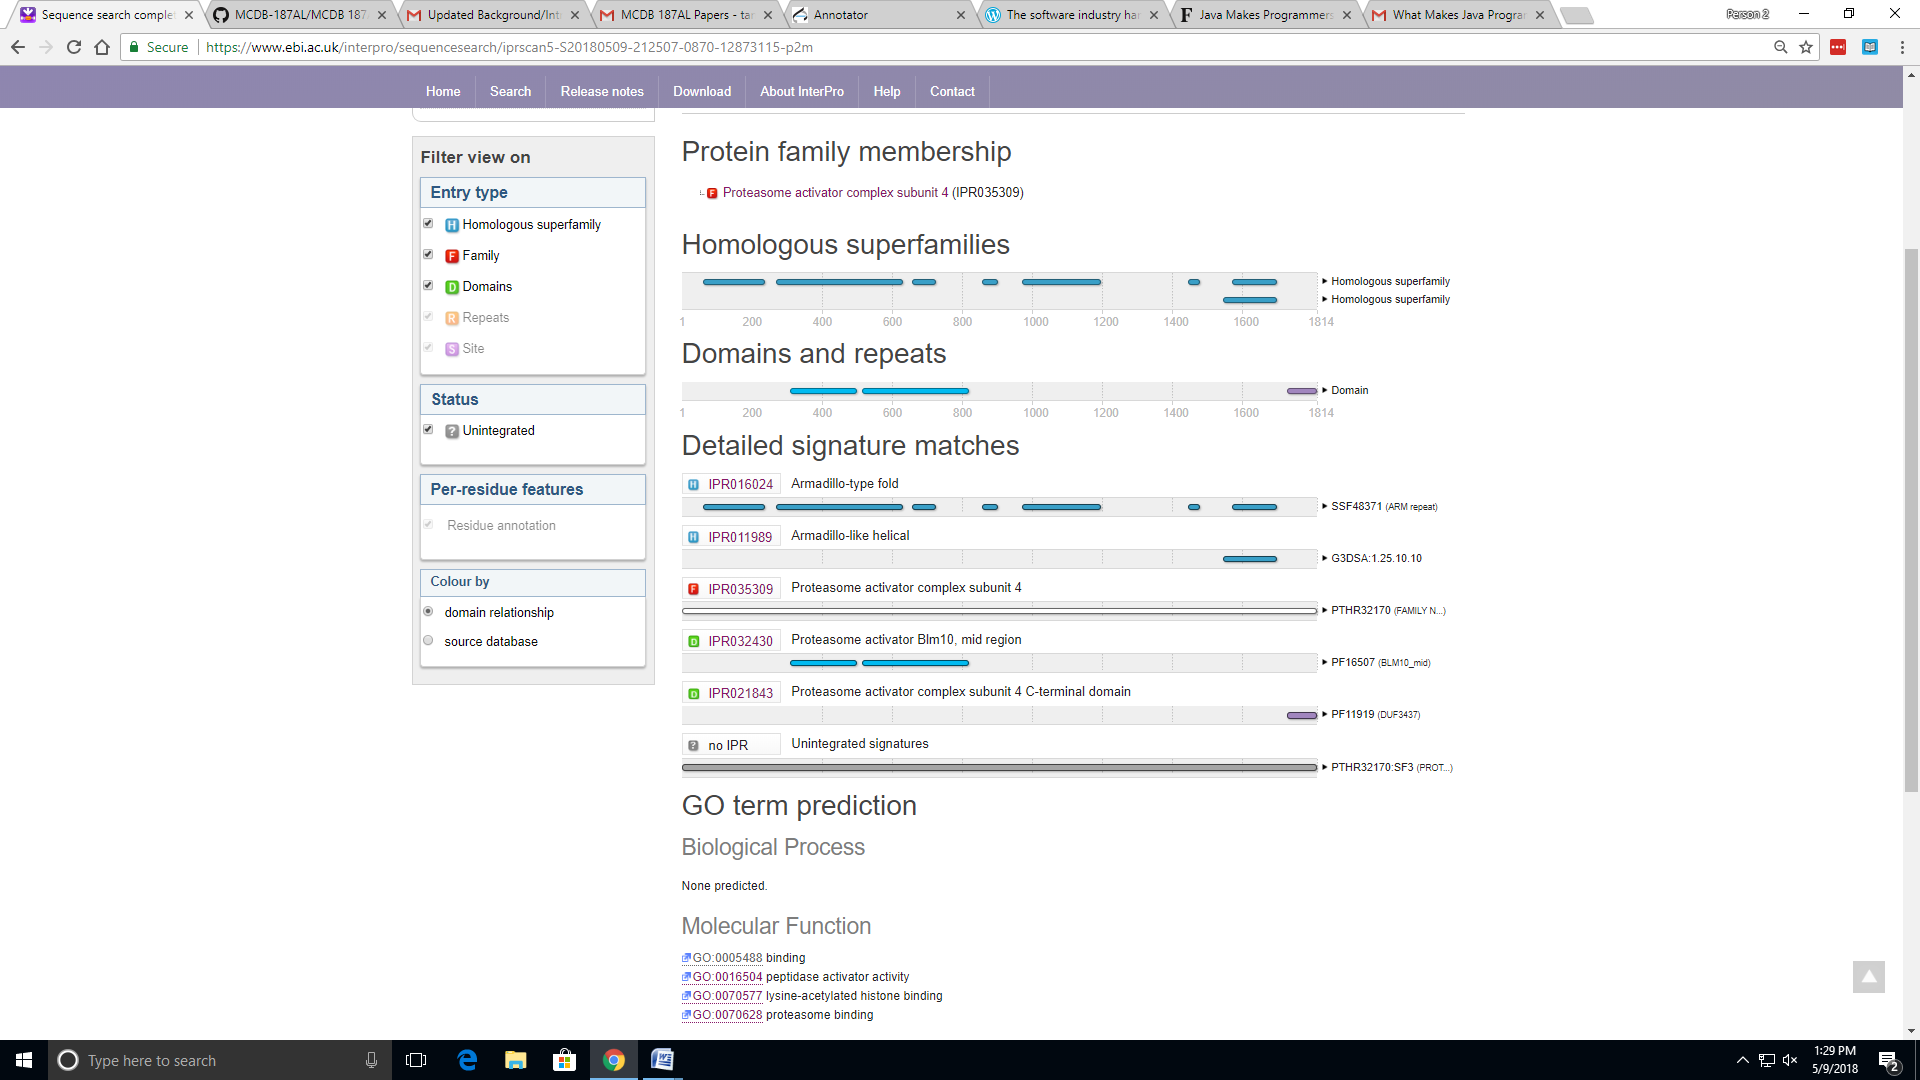 Sequence search complet
MCDB-187AL/MCDB 187
Updated Background/Int
MCDB 187AL Papers - tar
Annotator
The software industry har
Java Makes Programmers
What Makes Java Progra
Person 2
Secure
https://www.ebi.ac.uk/interpro/sequencesearch/iprscan5-S20180509-212507-0870-12873115-p2m
Home
Search
Release notes
Download
About InterPro
Help
Contact
Filter view on
Entry type
H Homologous superfamily
F Family
D Domains
R Repeats
S Site
Status
? Unintegrated
Per-residue features
Residue annotation
Colour by
domain relationship
source database
Protein family membership
F Proteasome activator complex subunit 4 (IPR035309)
Homologous superfamilies
Homologous superfamily
Homologous superfamily
1 200 400 600 800 1000 1200 1400 1600 1814
Domains and repeats
Domain
1 200 400 600 800 1000 1200 1400 1600 1814
Detailed signature matches
H IPR016024 Armadillo-type fold
SSF48371 (ARM repeat)
H IPR011989 Armadillo-like helical
G3DSA:1.25.10.10
F IPR035309 Proteasome activator complex subunit 4
PTHR32170 (FAMILY N...)
D IPR032430 Proteasome activator Blm10, mid region
PF16507 (BLM10_mid)
D IPR021843 Proteasome activator complex subunit 4 C-terminal domain
PF11919 (DUF3437)
? no IPR Unintegrated signatures
PTHR32170:SF3 (PROT...)
GO term prediction
Biological Process
None predicted.
Molecular Function
GO:0005488 binding
GO:0016504 peptidase activator activity
GO:0070577 lysine-acetylated histone binding
GO:0070628 proteasome binding
Type here to search
1:29 PM
5/9/2018
2